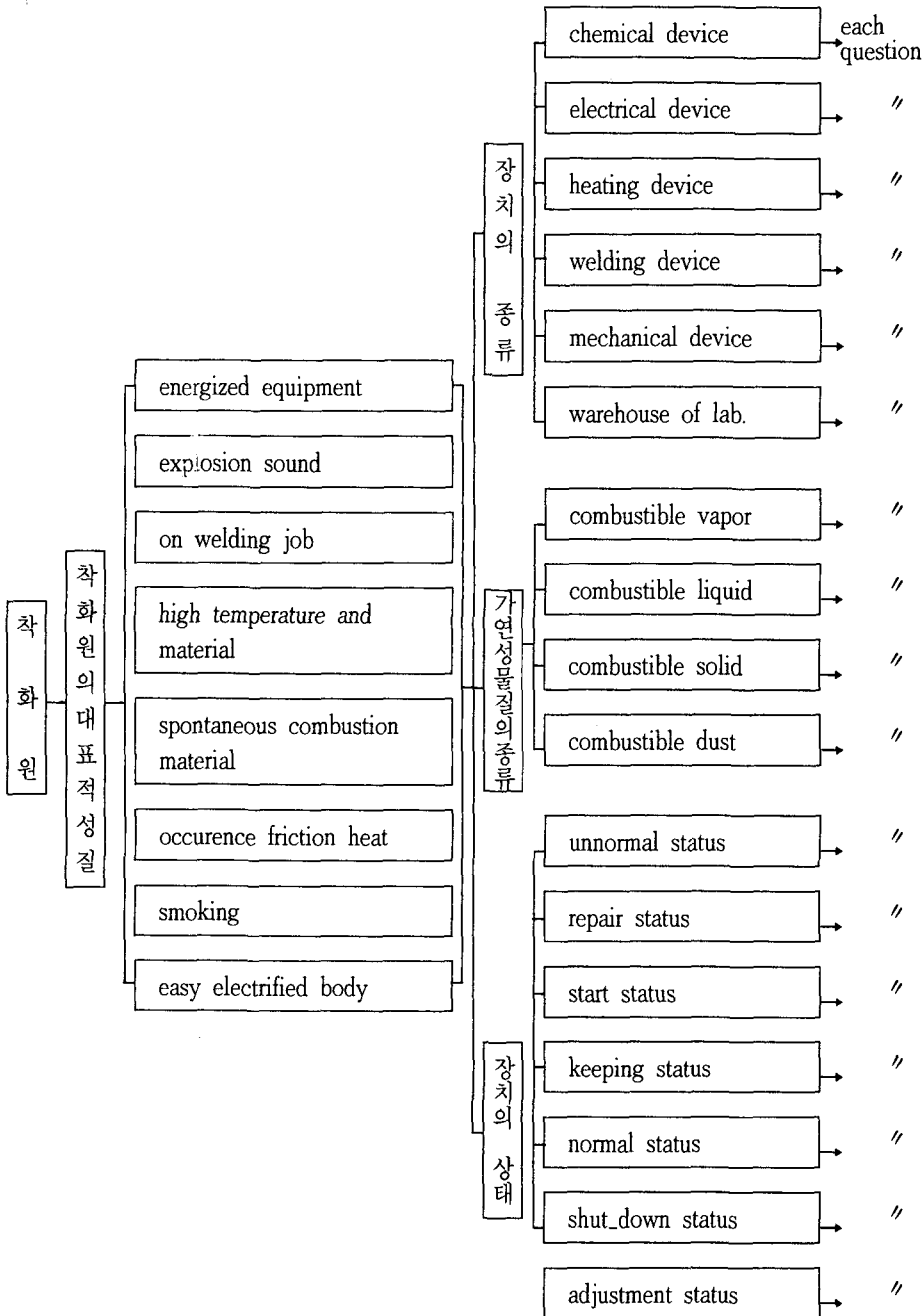 착화원
착화원의대표적성질
energized equipment
explosion sound
on welding job
high temperature and
material
spontaneous combustion
material
occurence friction heat
smoking
easy electrified body
장치의 종류
chemical device
each
question
electrical device
〃
heating device
〃
welding device
〃
mechanical device
〃
warehouse of lab.
〃
가연성물질의종류
combustible vapor
〃
combustible liquid
〃
combustible solid
〃
combustible dust
〃
장치의 상태
unnormal status
〃
repair status
〃
start status
〃
keeping status
〃
normal status
〃
shut_down status
〃
adjustment status
〃